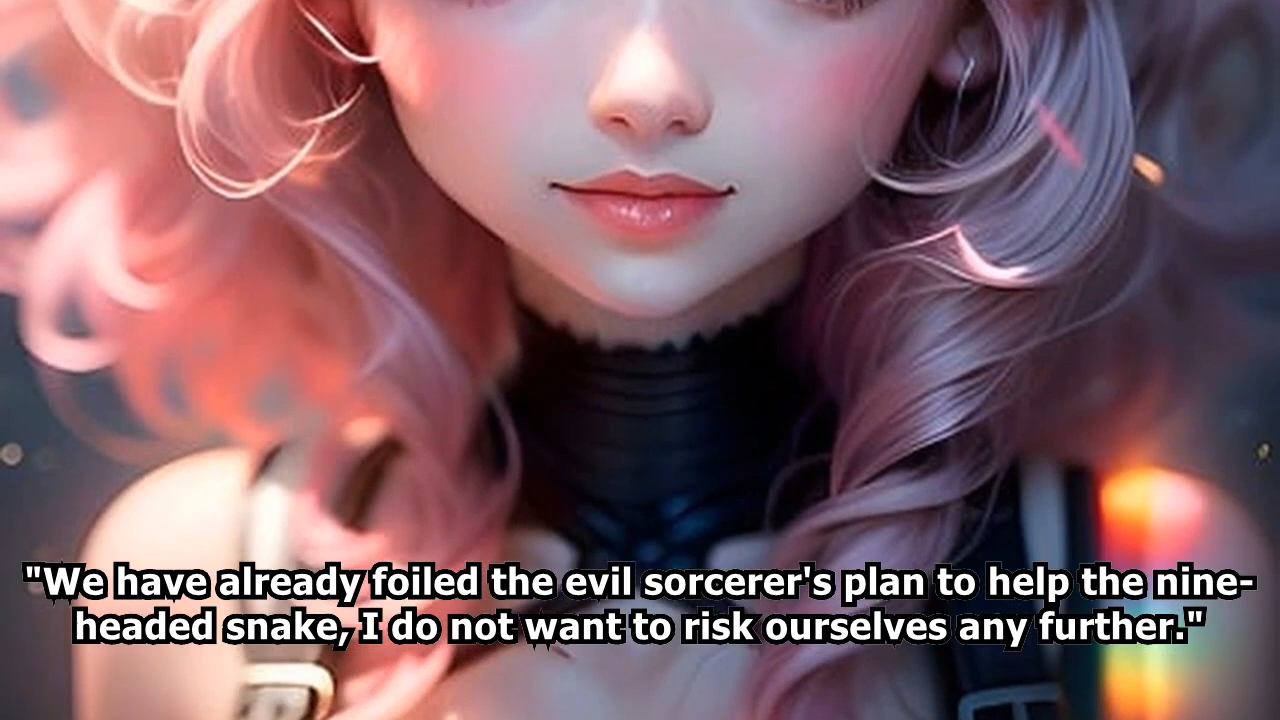 "We have already foiled the evil sorcerer's plan to help the nine-
headed snake, I do not want to risk ourselves any further."